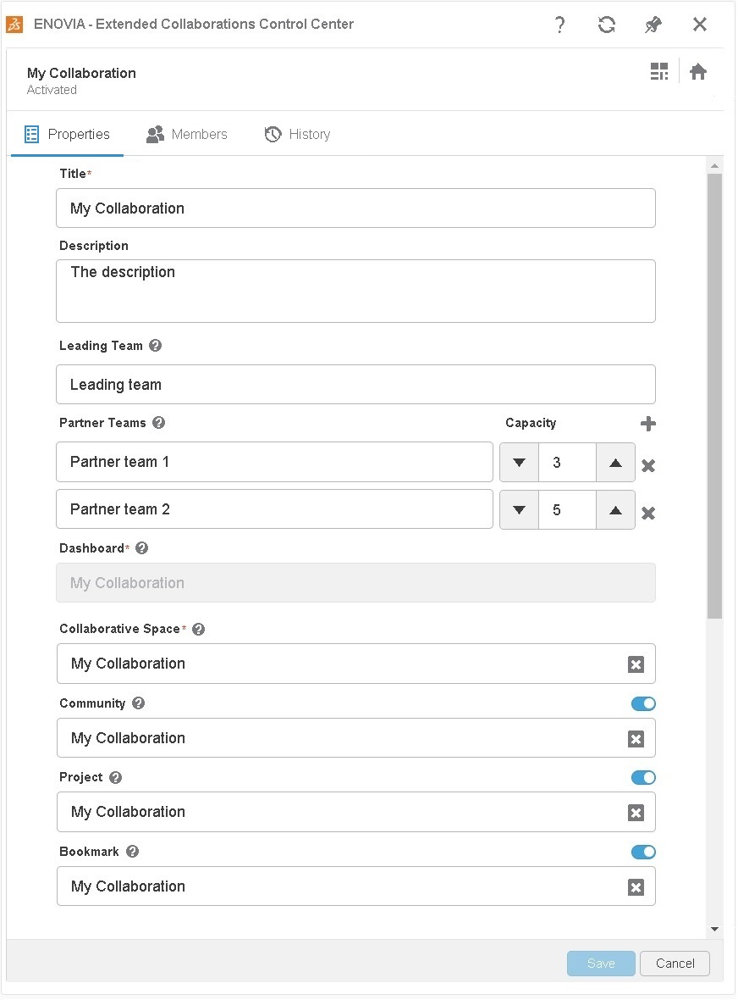 ENOVIA - Extended Collaborations Control Center
?
My Collaboration
Activated
Properties Members History
Title*
My Collaboration
Description
The description
Leading Team ?
Leading team
Partner Teams ? Capacity
Partner team 1 3
Partner team 2 5
Dashboard* ?
My Collaboration
Collaborative Space* ?
My Collaboration
Community ?
My Collaboration
Project ?
My Collaboration
Bookmark ?
My Collaboration
Save Cancel